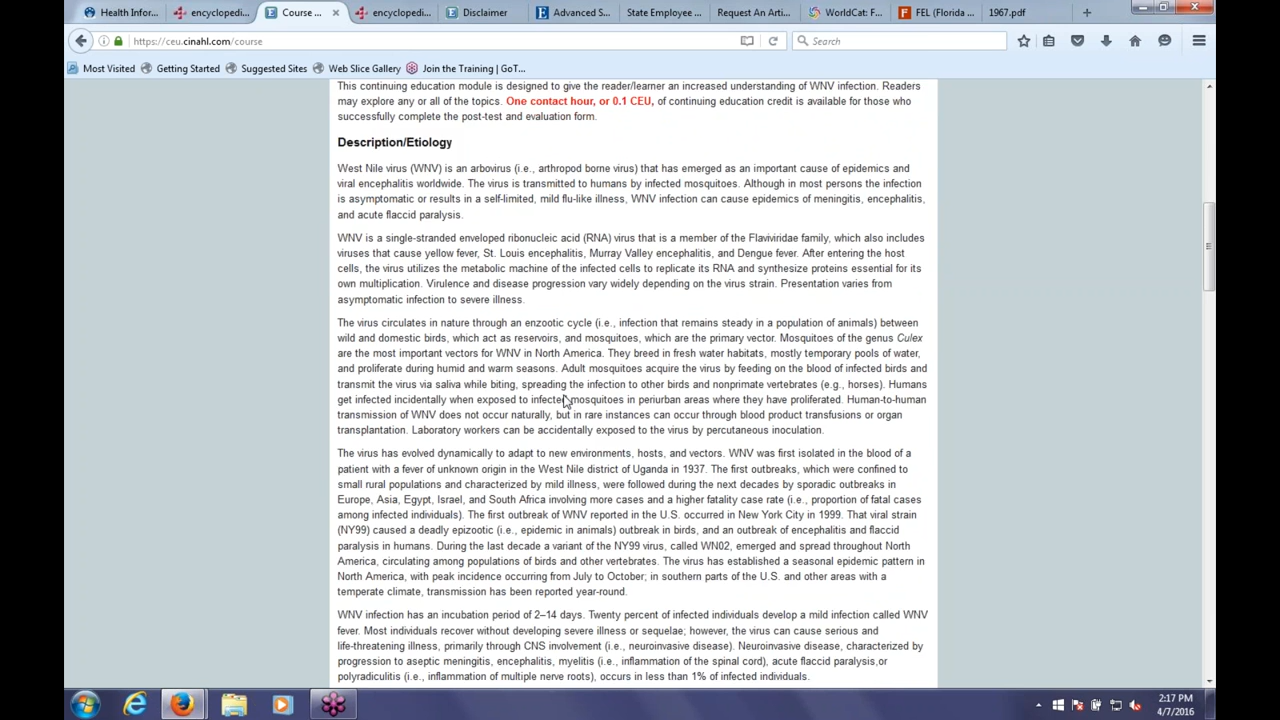 Health Infor...
encyclopedi...
Course ...
encyclopedi...
Disclaimer
Advanced S...
State Employee ...
Request An Arti...
WorldCat: F...
FEL (Florida ...
1967.pdf
https://ceu.cinahl.org/course
Search
Most Visited
Getting Started
Suggested Sites
Web Slice Gallery
Join the Training | GoT...
This continuing education module is designed to give the reader/learner an increased understanding of WNV infection. Readers
may explore any or all of the topics. One contact hour, or 0.1 CEU, of continuing education credit is available for those who
successfully complete the post-test and evaluation form.
Description/Etiology
West Nile virus (WNV) is an arbovirus (i.e., arthropod borne virus) that has emerged as an important cause of epidemics and
viral encephalitis worldwide. The virus is transmitted to humans by infected mosquitoes. Although in most persons the infection
is asymptomatic or results in a self-limited, mild flu-like illness, WNV infection can cause epidemics of meningitis, encephalitis,
and acute flaccid paralysis.
WNV is a single-stranded enveloped ribonucleic acid (RNA) virus that is a member of the Flaviviridae family, which also includes
viruses that cause yellow fever, St. Louis encephalitis, Murray Valley encephalitis, and Dengue fever. After entering the host
cells, the virus utilizes the metabolic machine of the infected cells to replicate its RNA and synthesize proteins essential for its
own multiplication. Virulence and disease progression vary widely depending on the virus strain. Presentation varies from
asymptomatic infection to severe illness.
The virus circulates in nature through an enzootic cycle (i.e., infection that remains steady in a population of animals) between
wild and domestic birds, which act as reservoirs, and mosquitoes, which are the primary vector. Mosquitoes of the genus Culex
are the most important vectors for WNV in North America. They breed in fresh water habitats, mostly temporary pools of water,
and proliferate during humid and warm seasons. Adult mosquitoes acquire the virus by feeding on the blood of infected birds and
transmit the virus via saliva while biting, spreading the infection to other birds and nonprimate vertebrates (e.g., horses). Humans
get infected incidentally when exposed to infected mosquitoes in periurban areas where they have proliferated. Human-to-human
transmission of WNV does not occur naturally, but in rare instances can occur through blood product transfusions or organ
transplantation. Laboratory workers can be accidentally exposed to the virus by percutaneous inoculation.
The virus has evolved dynamically to adapt to new environments, hosts, and vectors. WNV was first isolated in the blood of a
patient with a fever of unknown origin in the West Nile district of Uganda in 1937. The first outbreaks, which were confined to
small rural populations and characterized by mild illness, were followed during the next decades by sporadic outbreaks in
Europe, Asia, Egypt, Israel, and South Africa involving more cases and a higher fatality case rate (i.e., proportion of fatal cases
among infected individuals). The first outbreak of WNV reported in the U.S. occurred in New York City in 1999. That viral strain
(NY99) caused a deadly epizootic (i.e., epidemic in animals) outbreak in birds, and an outbreak of encephalitis and flaccid
paralysis in humans. During the last decade a variant of the NY99 virus, called WN02, emerged and spread throughout North
America, circulating among populations of birds and other vertebrates. The virus has established a seasonal epidemic pattern in
North America, with peak incidence occurring from July to October; in southern parts of the U.S. and other areas with a
temperate climate, transmission has been reported year-round.
WNV infection has an incubation period of 2–14 days. Twenty percent of infected individuals develop a mild infection called WNV
fever. Most individuals recover without developing severe illness or sequelae; however, the virus can cause serious and
life-threatening illness, primarily through CNS involvement (i.e., neuroinvasive disease). Neuroinvasive disease, characterized by
progression to aseptic meningitis, encephalitis, myelitis (i.e., inflammation of the spinal cord), acute flaccid paralysis,or
polyradiculitis (i.e., inflammation of multiple nerve roots), occurs in less than 1% of infected individuals.
2:17 PM
4/7/2016